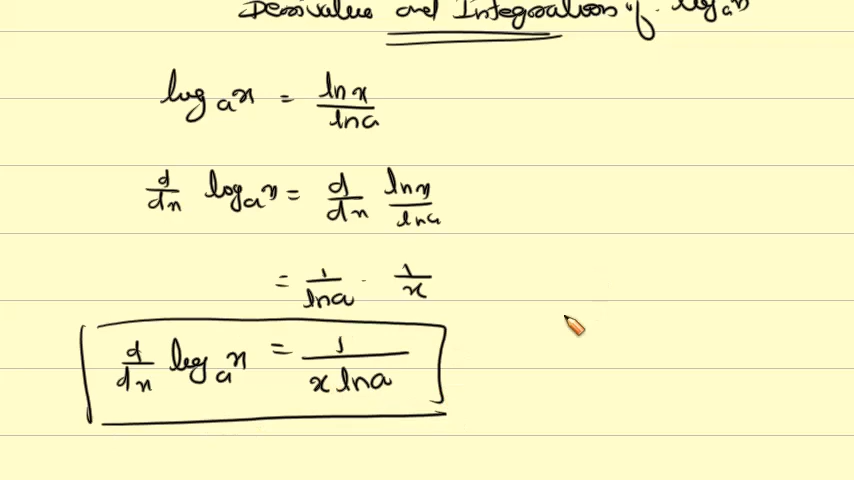 Derivative and Integration of log_a x
log_a x = ln x / ln a
d/dx log_a x = d/dx ln x / ln a
= 1/ln a · 1/x
d/dx log_a x = 1 / x ln a